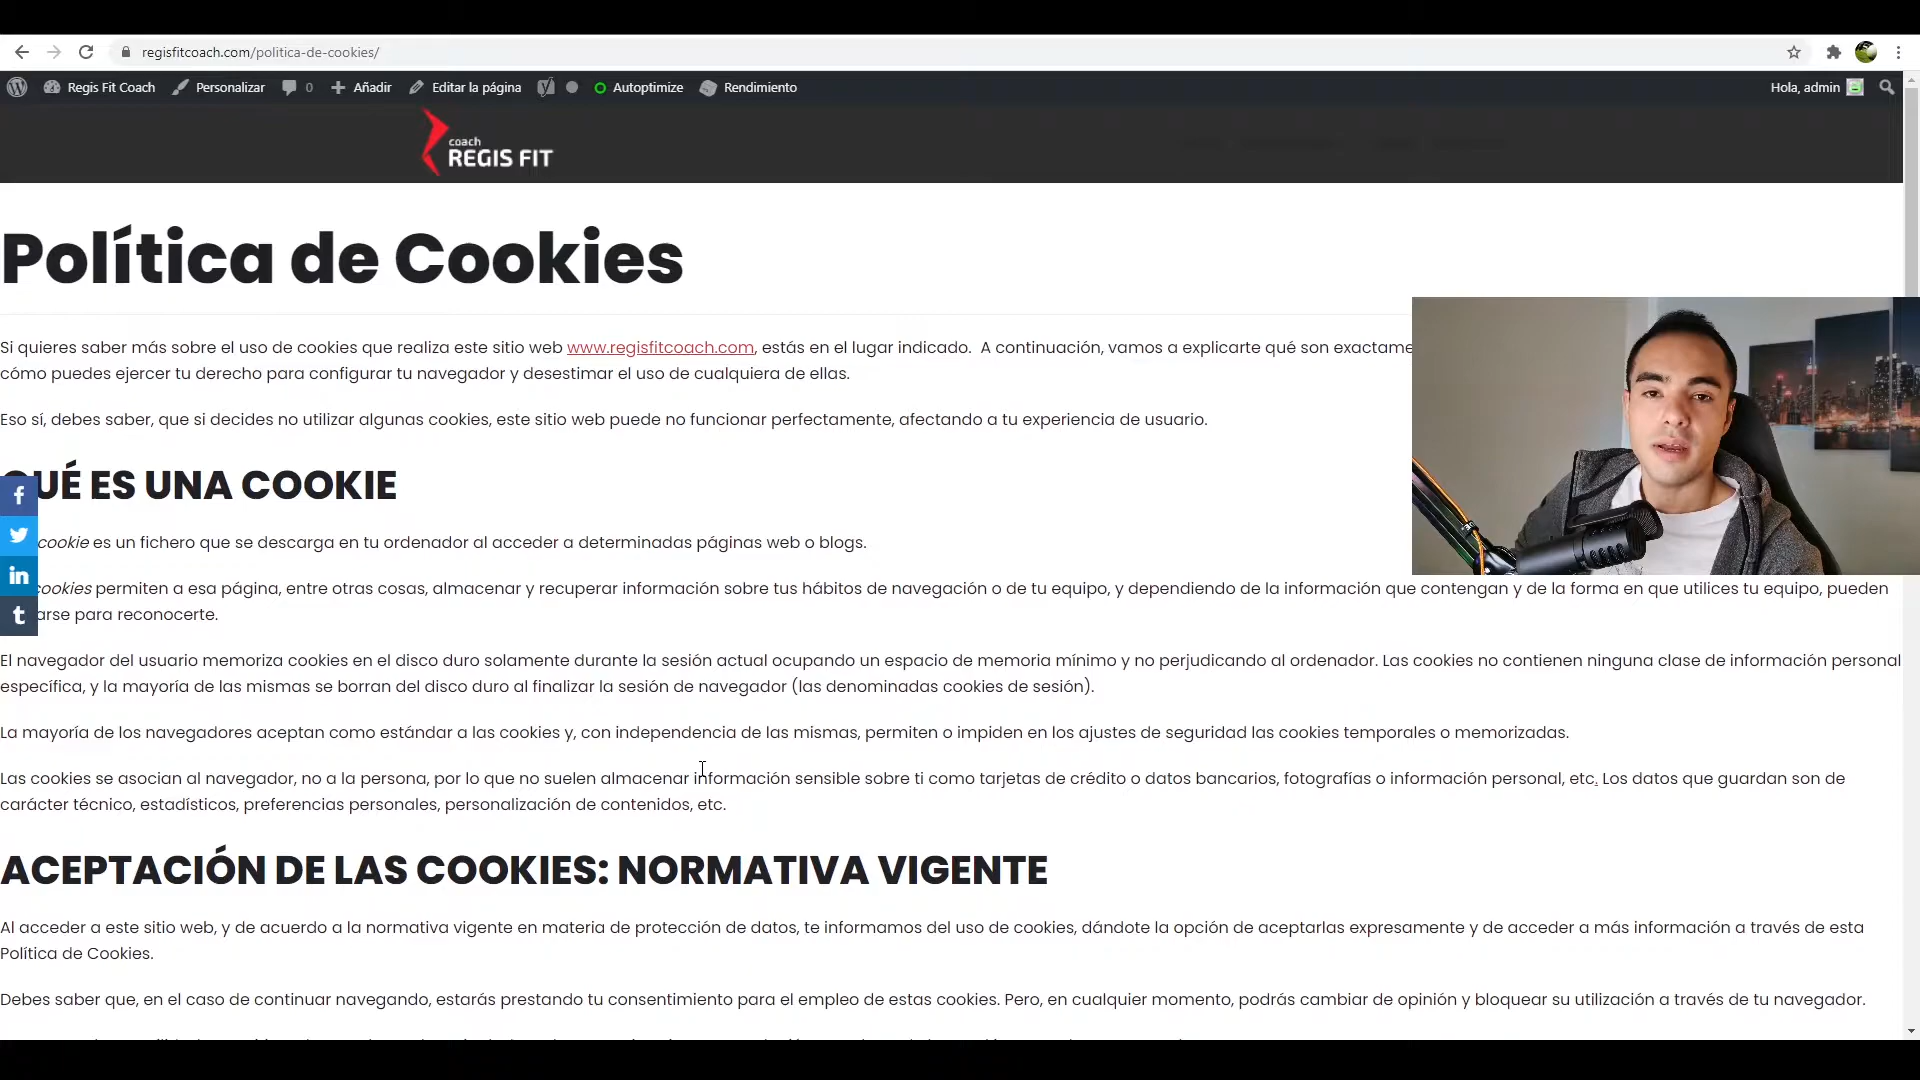 regisfitcoach.com/politica-de-cookies/
Regis Fit Coach Personalizar 0 Añadir Editar la página Autoptimize Rendimiento Hola, admin
coach
REGIS FIT
Política de Cookies
Si quieres saber más sobre el uso de cookies que realiza este sitio web www.regisfitcoach.com, estás en el lugar indicado. A continuación, vamos a explicarte qué son
cómo puedes ejercer tu derecho para configurar tu navegador y desestimar el uso de cualquiera de ellas.
Eso sí, debes saber, que si decides no utilizar algunas cookies, este sitio web puede no funcionar perfectamente, afectando a tu experiencia de usuario.
UÉ ES UNA COOKIE
cookie es un fichero que se descarga en tu ordenador al acceder a determinadas páginas web o blogs.
cookies permiten a esa página, entre otras cosas, almacenar y recuperar información sobre tus hábitos de navegación o de tu equipo, y dependiendo de la información que contengan y de la forma en que utilices tu equipo, pueden
arse para reconocerte.
El navegador del usuario memoriza cookies en el disco duro solamente durante la sesión actual ocupando un espacio de memoria mínimo y no perjudicando al ordenador. Las cookies no contienen ninguna clase de información personal
específica, y la mayoría de las mismas se borran del disco duro al finalizar la sesión de navegador (las denominadas cookies de sesión).
La mayoría de los navegadores aceptan como estándar a las cookies y, con independencia de las mismas, permiten o impiden en los ajustes de seguridad las cookies temporales o memorizadas.
Las cookies se asocian al navegador, no a la persona, por lo que no suelen almacenar información sensible sobre ti como tarjetas de crédito o datos bancarios, fotografías o información personal, etc. Los datos que guardan son de
carácter técnico, estadísticos, preferencias personales, personalización de contenidos, etc.
ACEPTACIÓN DE LAS COOKIES: NORMATIVA VIGENTE
Al acceder a este sitio web, y de acuerdo a la normativa vigente en materia de protección de datos, te informamos del uso de cookies, dándote la opción de aceptarlas expresamente y de acceder a más información a través de esta
Política de Cookies.
Debes saber que, en el caso de continuar navegando, estarás prestando tu consentimiento para el empleo de estas cookies. Pero, en cualquier momento, podrás cambiar de opinión y bloquear su utilización a través de tu navegador.